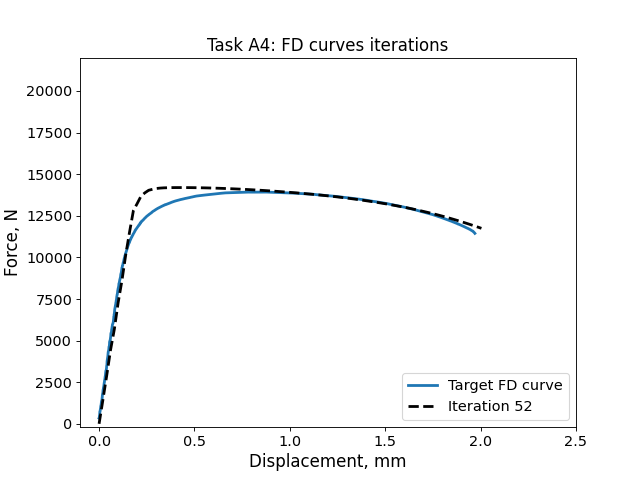 Task A4: FD curves iterations
Force, N
20000
17500
15000
12500
10000
7500
5000
2500
0
0.0 0.5 1.0 1.5 2.0 2.5
Displacement, mm
Target FD curve
Iteration 52